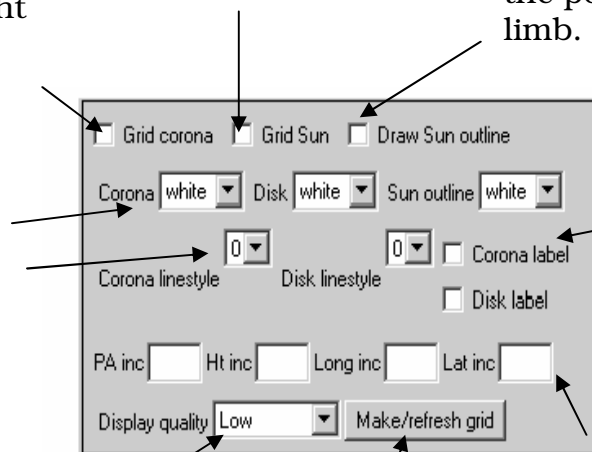 nt
limb.
Grid corona Grid Sun Draw Sun outline
Corona white Disk white Sun outline white
0 0 Corona label
Corona linestyle Disk linestyle
Disk label
PA inc Ht inc Long inc Lat inc
Display quality Low Make/refresh grid